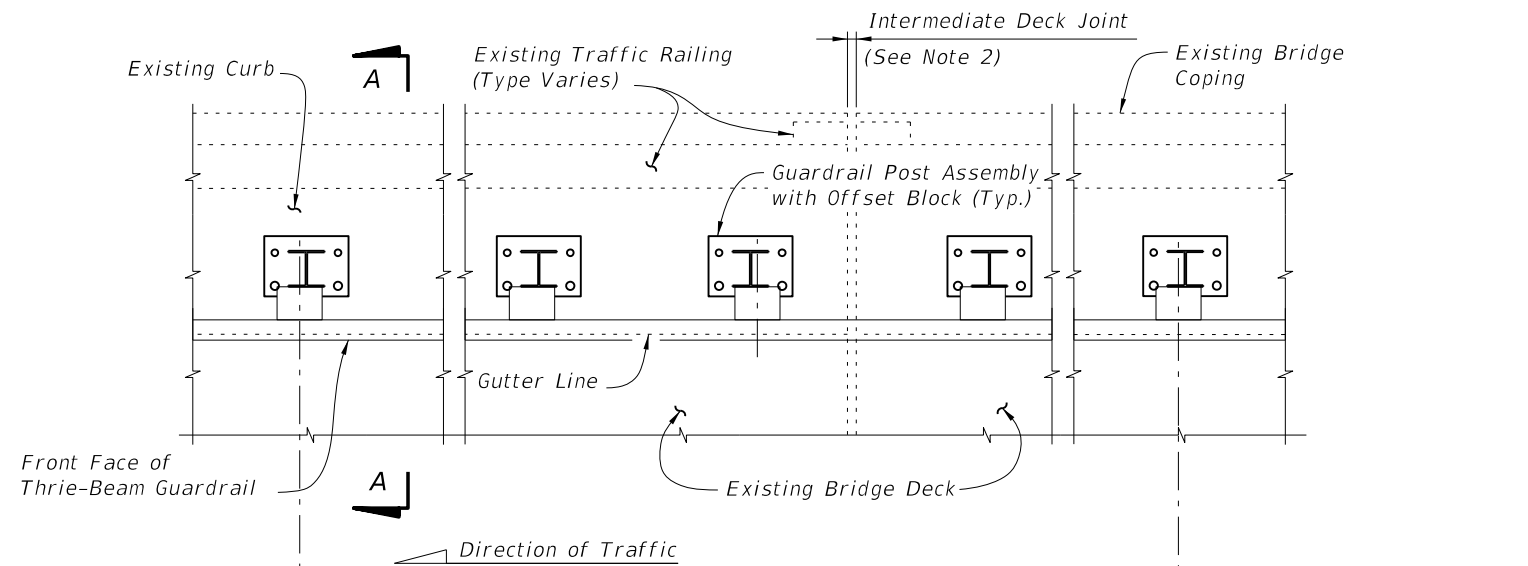 Intermediate Deck Joint
(See Note 2)
Existing Traffic Railing
(Type Varies)
Existing Bridge
Coping
Existing Curb
A
Guardrail Post Assembly
with Offset Block (Typ.)
Gutter Line
Front Face of
Thrie-Beam Guardrail
A
Existing Bridge Deck
Direction of Traffic